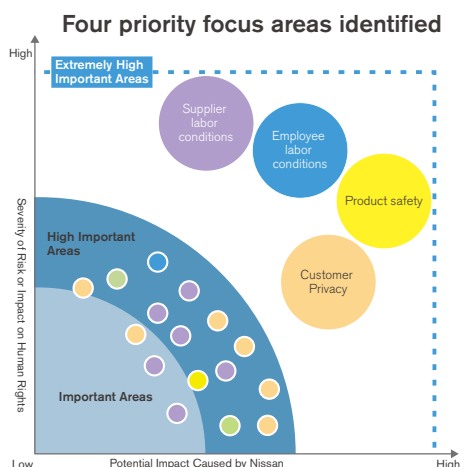 Four priority focus areas identified
High
Extremely High
Important Areas
Supplier
labor
conditions
Employee
labor
conditions
Product safety
Customer
Privacy
High Important
Areas
Important Areas
Severity of Risk or Impact on Human Rights
Low
Potential Impact Caused by Nissan
High